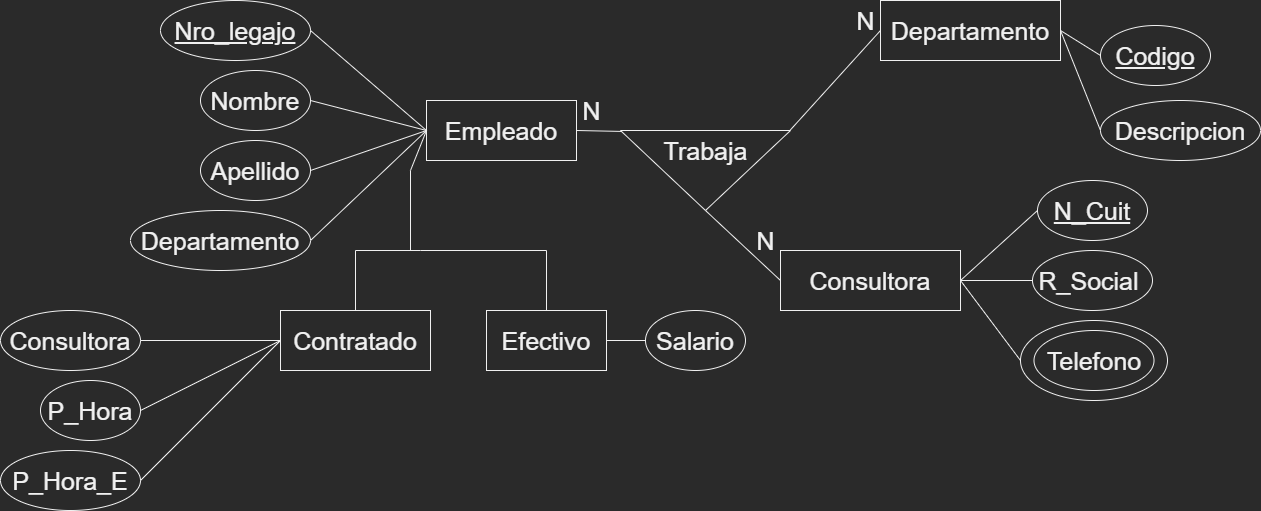 Nro_legajo
Nombre
Apellido
Departamento
Empleado
N
Trabaja
N
Departamento
Codigo
Descripcion
N
Consultora
N_Cuit
R_Social
Telefono
Contratado
Efectivo
Salario
Consultora
P_Hora
P_Hora_E